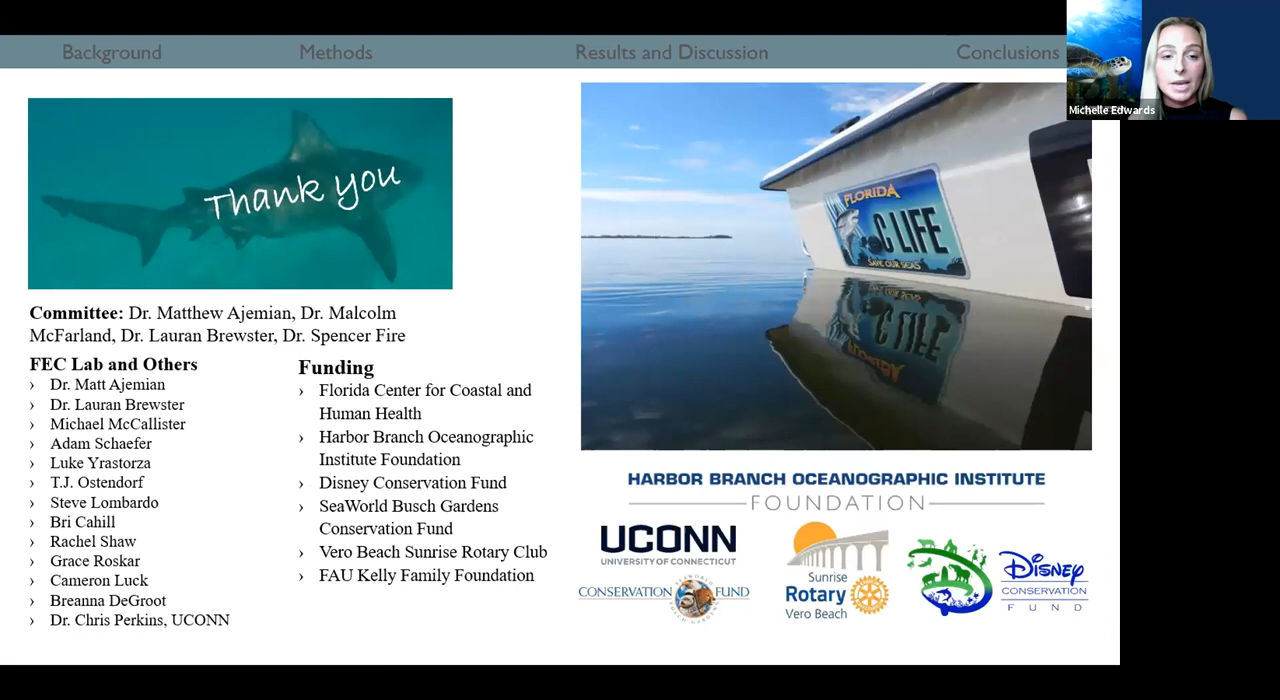 Background
Methods
Results and Discussion
Conclusions
Michelle Edwards
Thank you
Committee: Dr. Matthew Ajemian, Dr. Malcolm
McFarland, Dr. Lauran Brewster, Dr. Spencer Fire
FEC Lab and Others
› Dr. Matt Ajemian
› Dr. Lauran Brewster
› Michael McCallister
› Adam Schaefer
› Luke Yrastorza
› T.J. Ostendorf
› Steve Lombardo
› Bri Cahill
› Rachel Shaw
› Grace Roskar
› Cameron Luck
› Breanna DeGroot
› Dr. Chris Perkins, UCONN
Funding
› Florida Center for Coastal and
Human Health
› Harbor Branch Oceanographic
Institute Foundation
› Disney Conservation Fund
› SeaWorld Busch Gardens
Conservation Fund
› Vero Beach Sunrise Rotary Club
› FAU Kelly Family Foundation
FLORIDA
C LIFE
SAVE OUR SEAS
HARBOR BRANCH OCEANOGRAPHIC INSTITUTE
FOUNDATION
UCONN
UNIVERSITY OF CONNECTICUT
CONSERVATION FUND
Sunrise
Rotary
Vero Beach
Disney
CONSERVATION
FUND